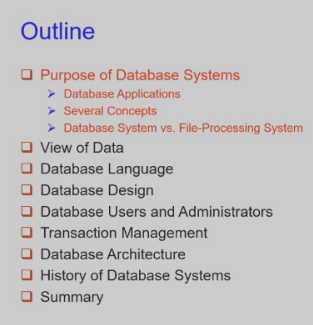 Outline
Purpose of Database Systems
Database Applications
Several Concepts
Database System vs. File-Processing System
View of Data
Database Language
Database Design
Database Users and Administrators
Transaction Management
Database Architecture
History of Database Systems
Summary